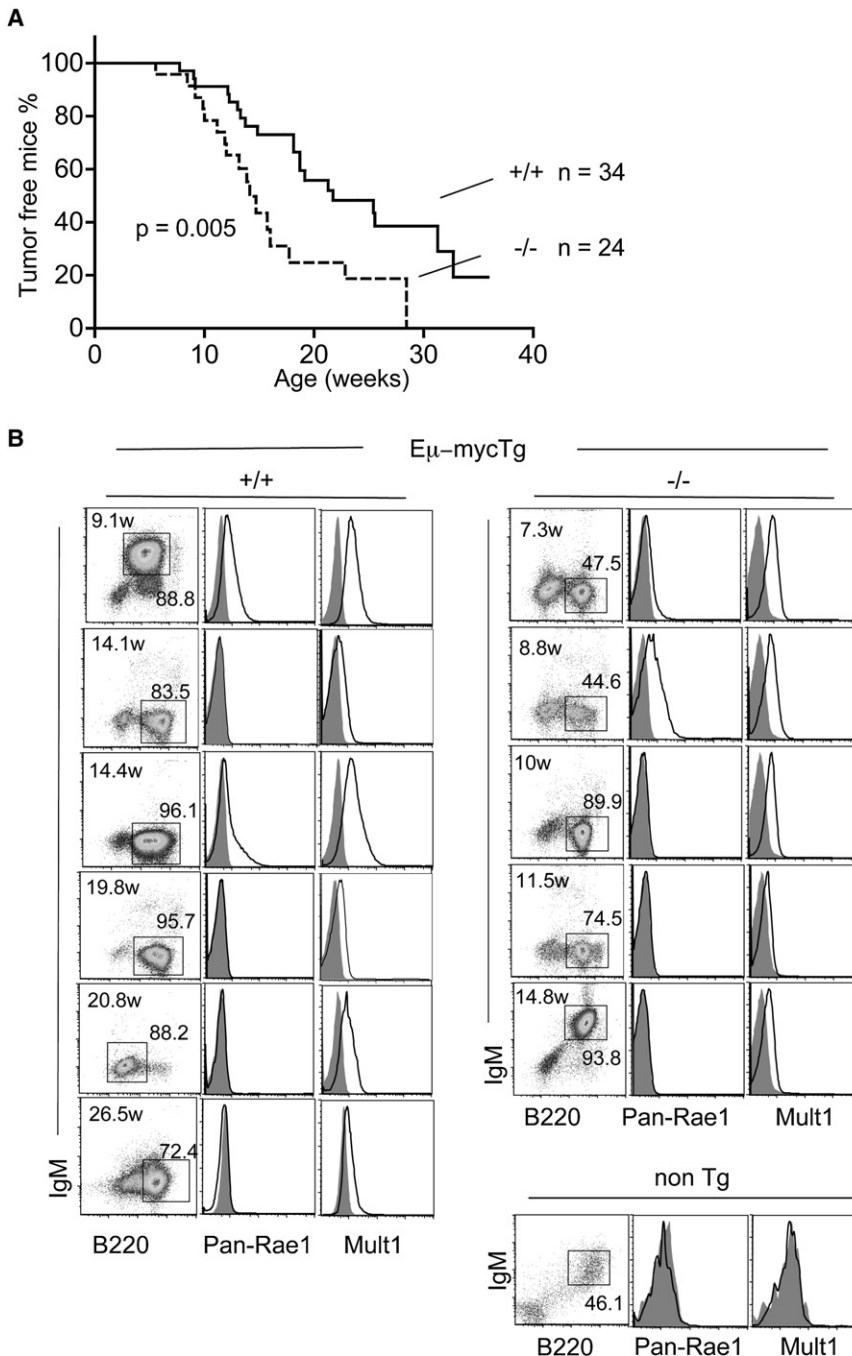 A
100
80
60
40
20
0
Tumor free mice %
p = 0.005
+/+ n = 34
-/- n = 24
0 10 20 30 40
Age (weeks)
B
Eμ-mycTg
+/+
-/-
9.1w
88.8
14.1w
83.5
14.4w
96.1
19.8w
95.7
20.8w
88.2
26.5w
72.4
IgM
B220 Pan-Rae1 Mult1
7.3w
47.5
8.8w
44.6
10w
89.9
11.5w
74.5
14.8w
93.8
IgM
B220 Pan-Rae1 Mult1
non Tg
IgM
46.1
B220 Pan-Rae1 Mult1